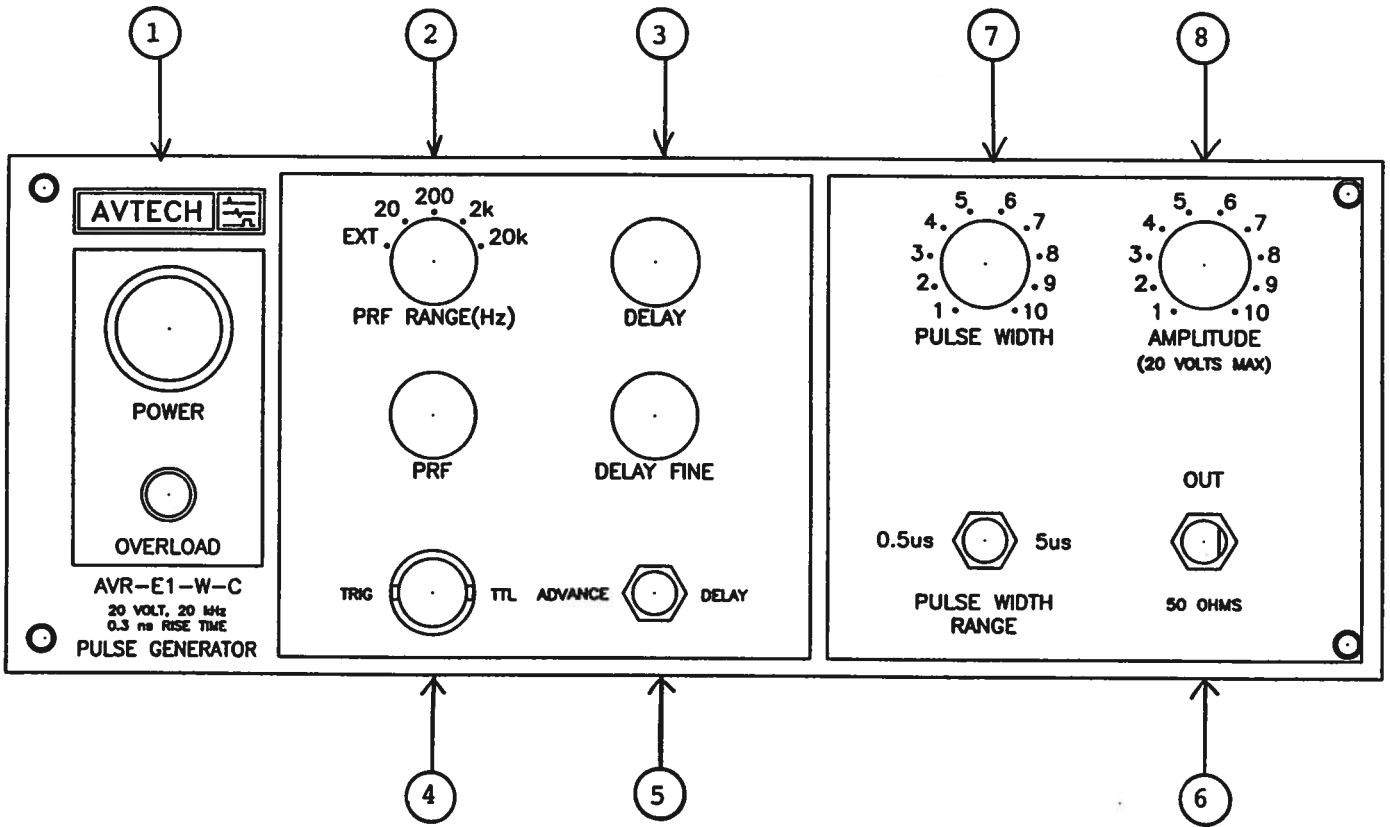 1
2
3
7
8
AVTECH
POWER
OVERLOAD
AVR-E1-W-C
20 VOLT, 20 kHz
0.3 ns RISE TIME
PULSE GENERATOR
EXT 20 200 2k 20k
PRF RANGE(Hz)
DELAY
PRF
DELAY FINE
TRIG TTL
ADVANCE DELAY
1 2 3 4 5 6 7 8 9 10
PULSE WIDTH
1 2 3 4 5 6 7 8 9 10
AMPLITUDE
(20 VOLTS MAX)
0.5us 5us
PULSE WIDTH
RANGE
OUT
50 OHMS
4
5
6